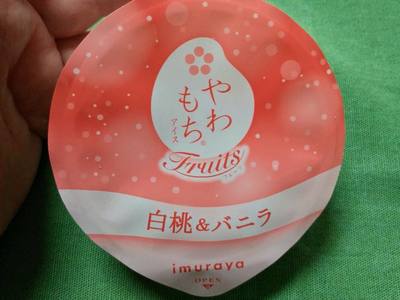 やわ
もち®
アイス
Fruits
フルーツ
白桃&バニラ
imuraya
OPEN